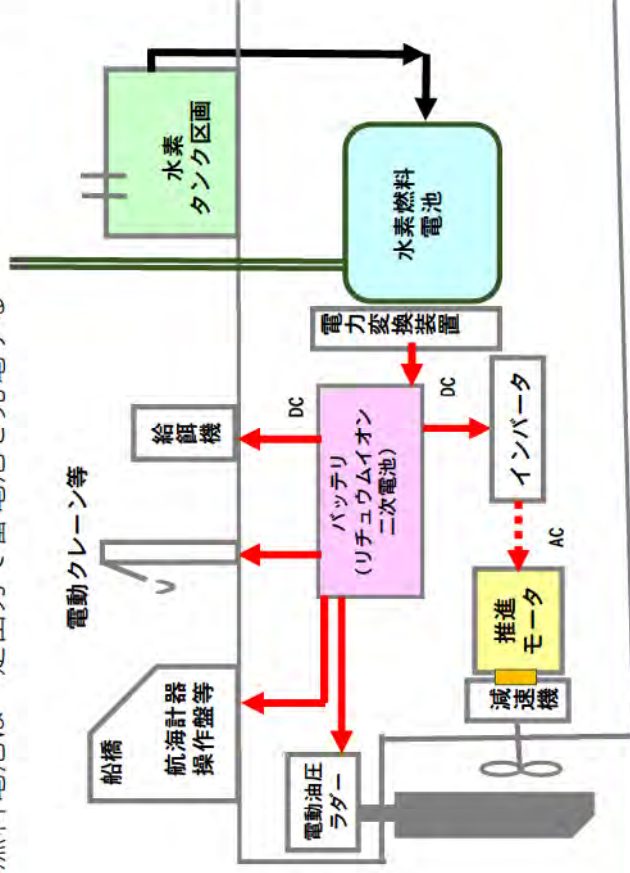 水素
タンク区画
水素燃料
電池
電力変換装置
給餌機
DC
DC
電動クレーン等
バッテリ
（リチュウムイオン
二次電池）
インバータ
AC
船橋
航海計器
操作盤等
推進
モータ
減速機
電動油圧
ラダー